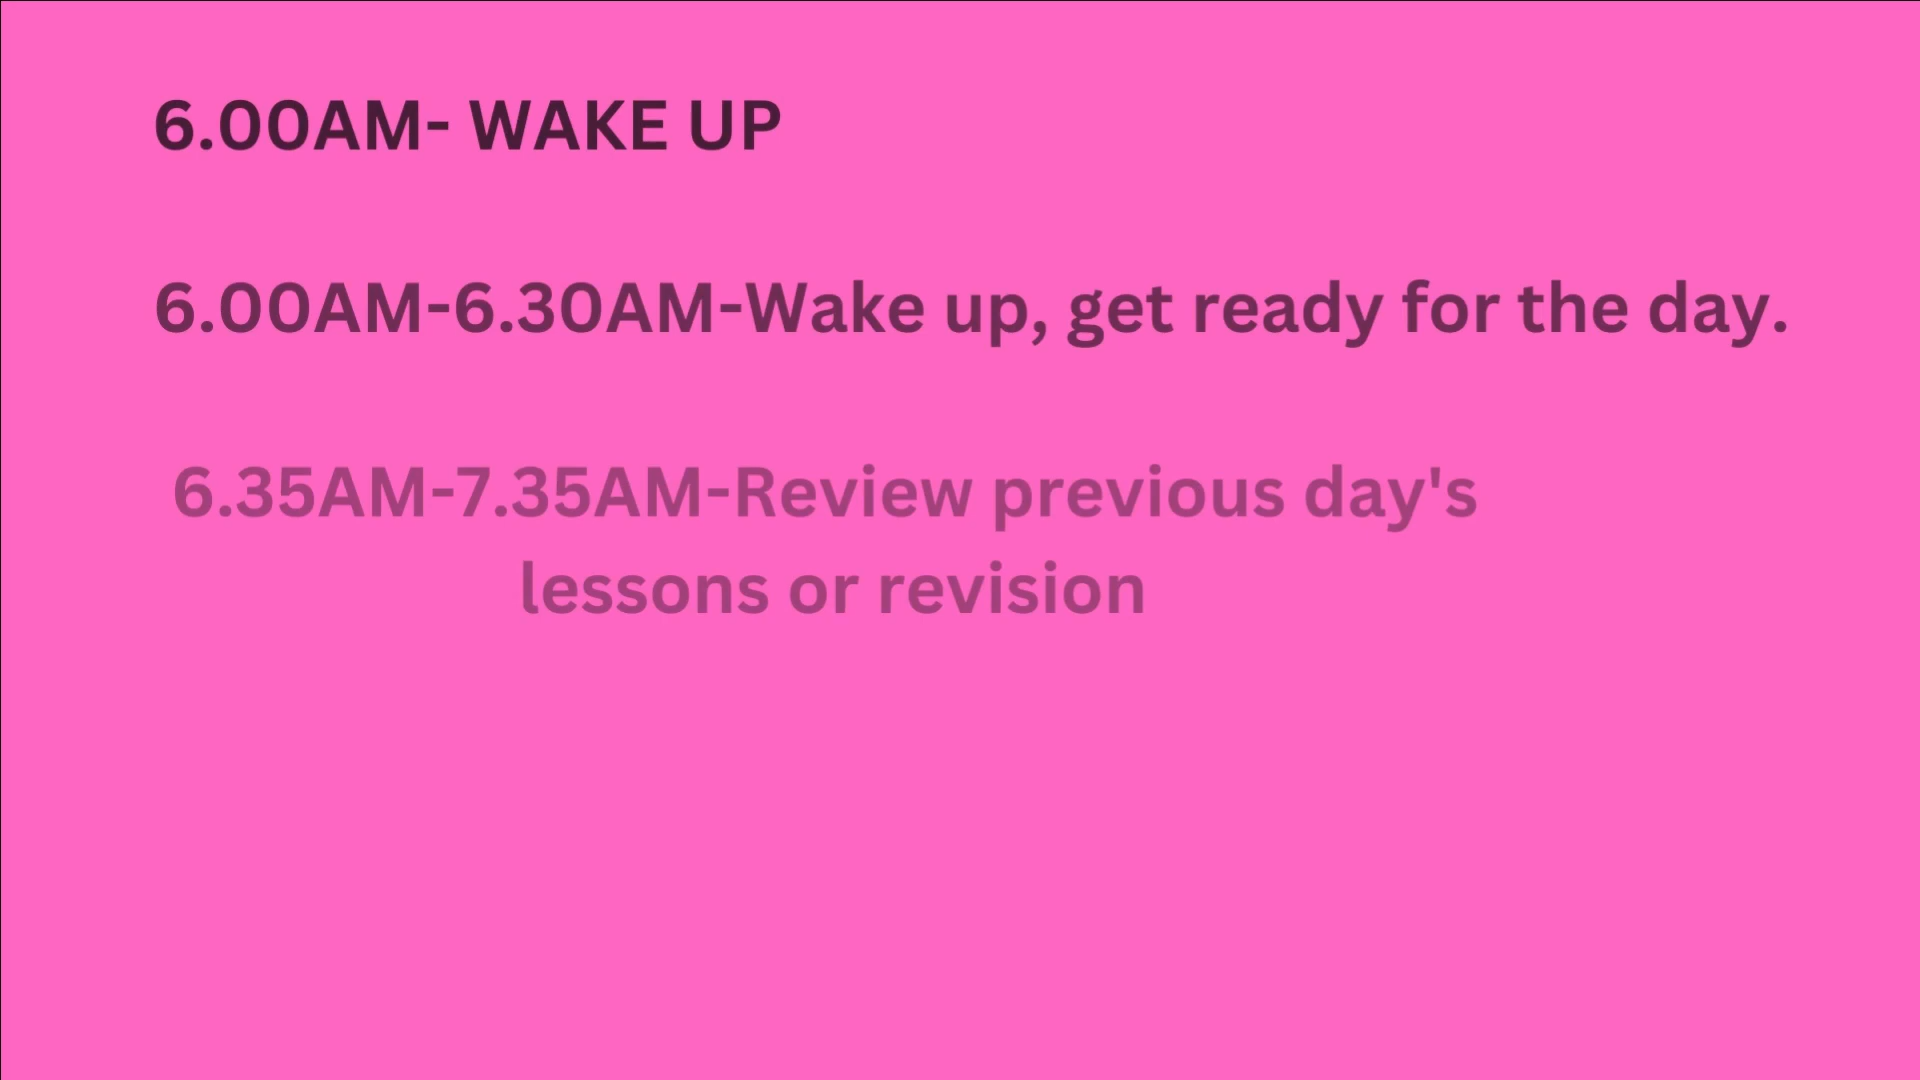 6.00AM- WAKE UP
6.00AM-6.30AM-Wake up, get ready for the day.
6.35AM-7.35AM-Review previous day's
lessons or revision